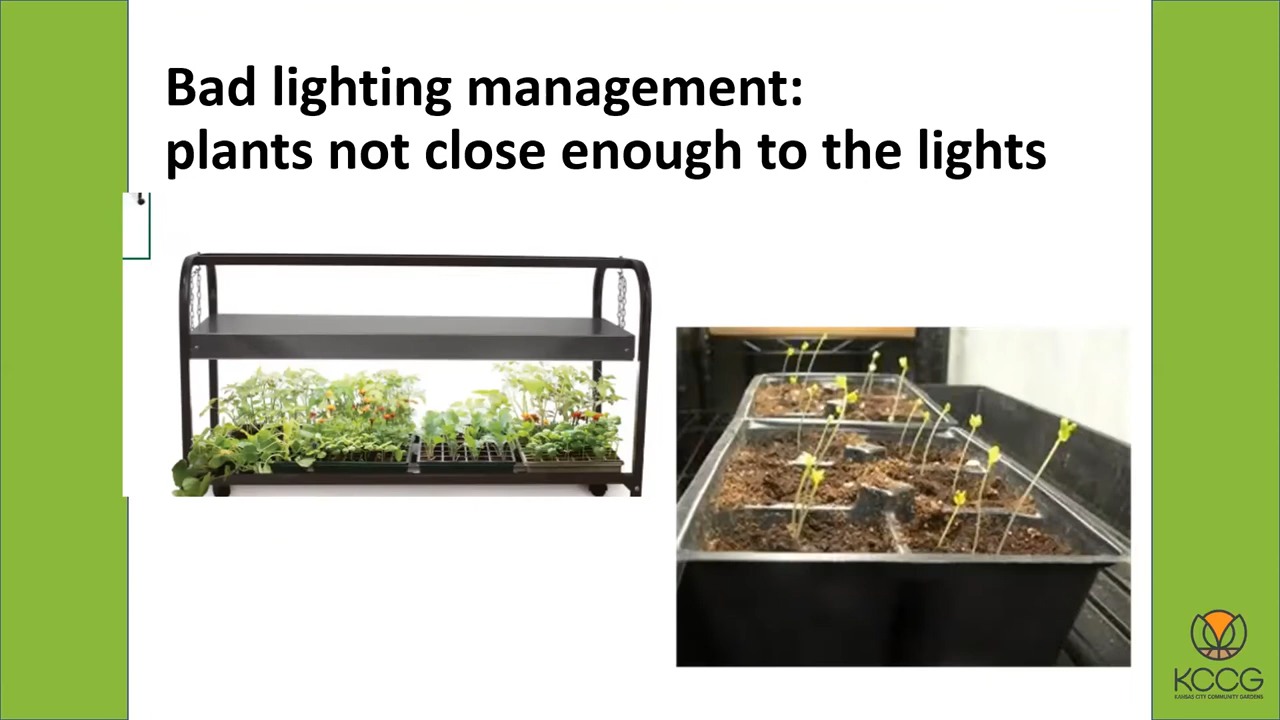 Bad lighting management:
plants not close enough to the lights
KCCG
KANSAS CITY COMMUNITY GARDENS